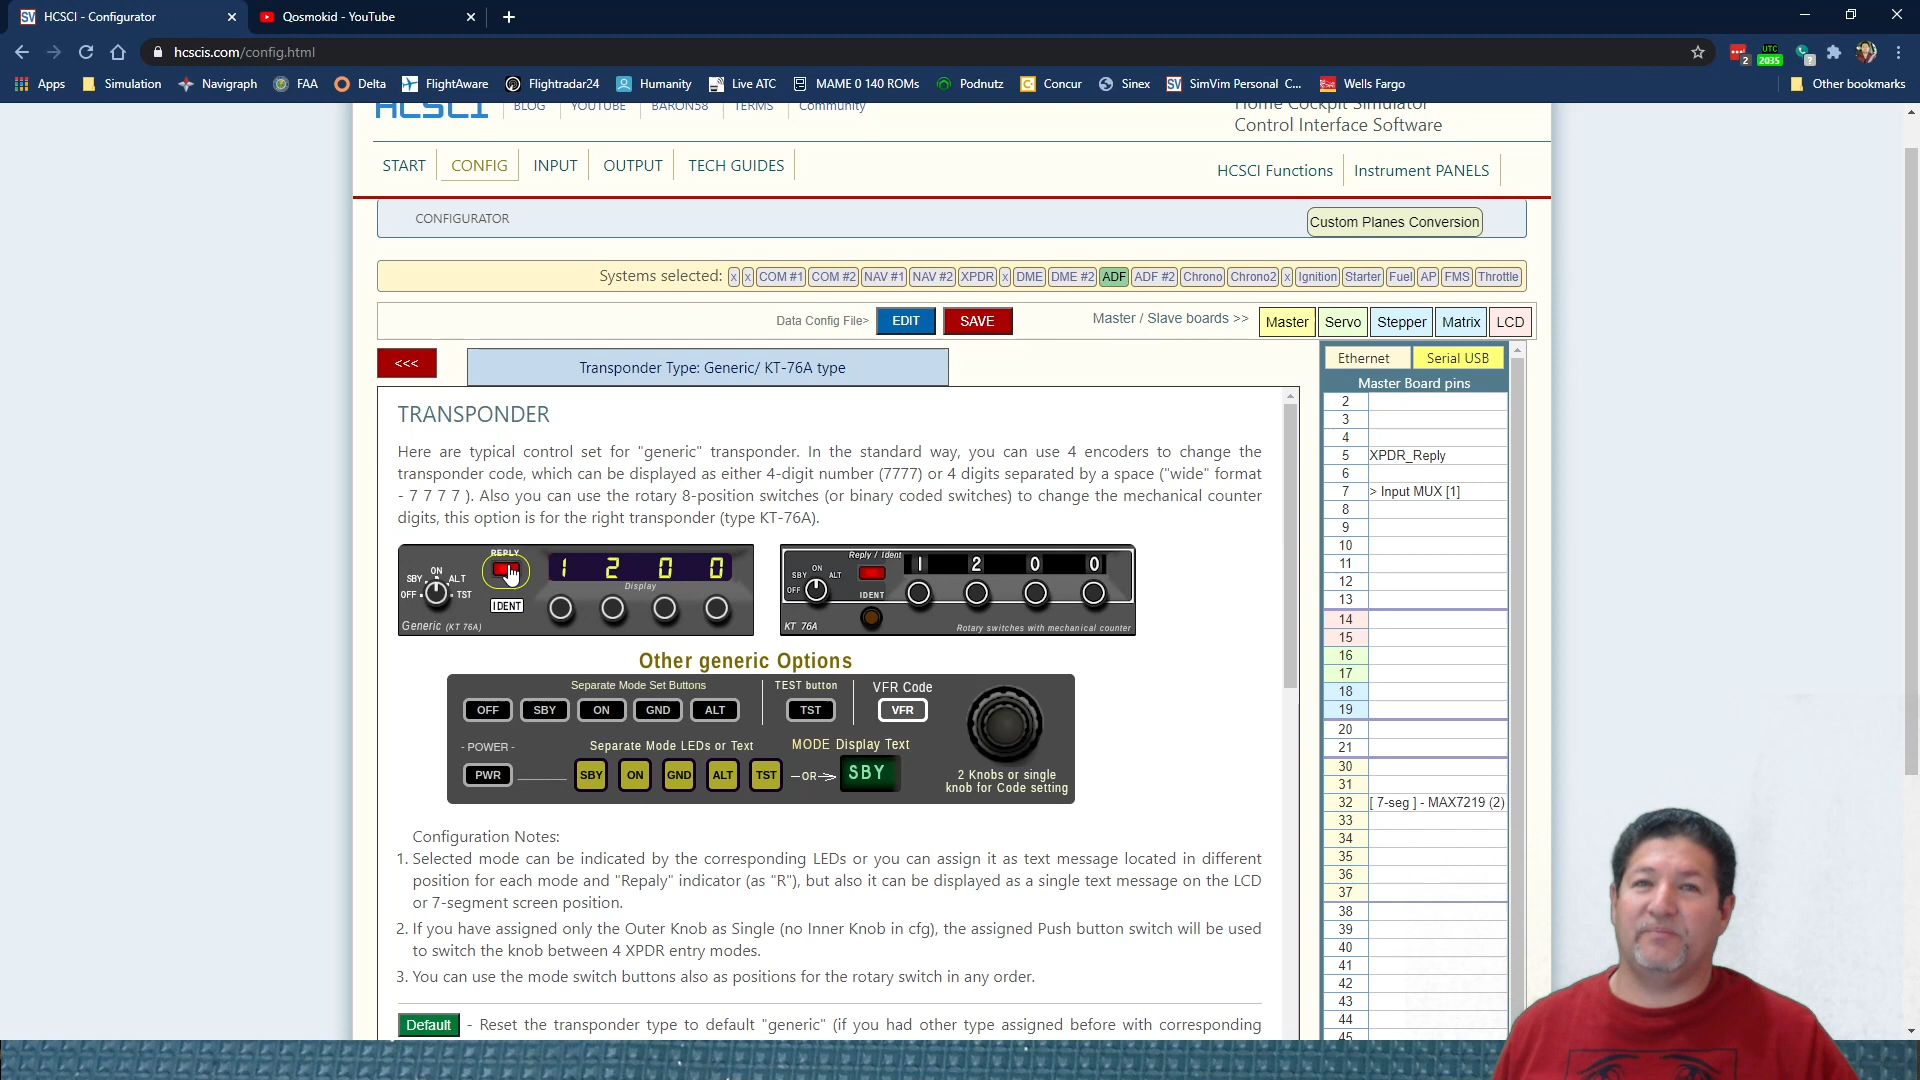 HCSCI - Configurator
Qosmokid - YouTube
hcscis.com/config.html
2
UTC
2035
?
Apps
Simulation
Navigraph
FAA
Delta
FlightAware
Flightradar24
Humanity
Live ATC
MAME 0 140 ROMs
Podnutz
Concur
Sinex
SimVim Personal C...
Wells Fargo
Other bookmarks
HCSCI
BLOG
YOUTUBE
BARON58
TERMS
Community
Home Cockpit Simulator
Control Interface Software
START
CONFIG
INPUT
OUTPUT
TECH GUIDES
HCSCI Functions
Instrument PANELS
CONFIGURATOR
Custom Planes Conversion
Systems selected: x x COM #1 COM #2 NAV #1 NAV #2 XPDR x DME DME #2 ADF ADF #2 Chrono Chrono2 x Ignition Starter Fuel AP FMS Throttle
Data Config File> EDIT SAVE
Master / Slave boards >> Master Servo Stepper Matrix LCD
<<<
Transponder Type: Generic/ KT-76A type
TRANSPONDER
Here are typical control set for "generic" transponder. In the standard way, you can use 4 encoders to change the
transponder code, which can be displayed as either 4-digit number (7777) or 4 digits separated by a space ("wide" format
- 7 7 7 7 ). Also you can use the rotary 8-position switches (or binary coded switches) to change the mechanical counter
digits, this option is for the right transponder (type KT-76A).
REPLY
ON
SBY
ALT
OFF
TST
IDENT
1 2 0 0
Display
Generic (KT 76A)
Reply / Ident
ON
SBY
ALT
OFF
IDENT
1 2 0 0
KT 76A
Rotary switches with mechanical counter
Other generic Options
Separate Mode Set Buttons
TEST button
VFR Code
OFF
SBY
ON
GND
ALT
TST
VFR
- POWER -
Separate Mode LEDs or Text
MODE Display Text
PWR
SBY
ON
GND
ALT
TST
—OR→
SBY
2 Knobs or single
knob for Code setting
Configuration Notes:
1. Selected mode can be indicated by the corresponding LEDs or you can assign it as text message located in different
position for each mode and "Repaly" indicator (as "R"), but also it can be displayed as a single text message on the LCD
or 7-segment screen position.
2. If you have assigned only the Outer Knob as Single (no Inner Knob in cfg), the assigned Push button switch will be used
to switch the knob between 4 XPDR entry modes.
3. You can use the mode switch buttons also as positions for the rotary switch in any order.
Default - Reset the transponder type to default "generic" (if you had other type assigned before with corresponding
Ethernet
Serial USB
Master Board pins
2
3
4
5 XPDR_Reply
6
7 > Input MUX [1]
8
9
10
11
12
13
14
15
16
17
18
19
20
21
30
31
32 [ 7-seg ] - MAX7219 (2)
33
34
35
36
37
38
39
40
41
42
43
44
45